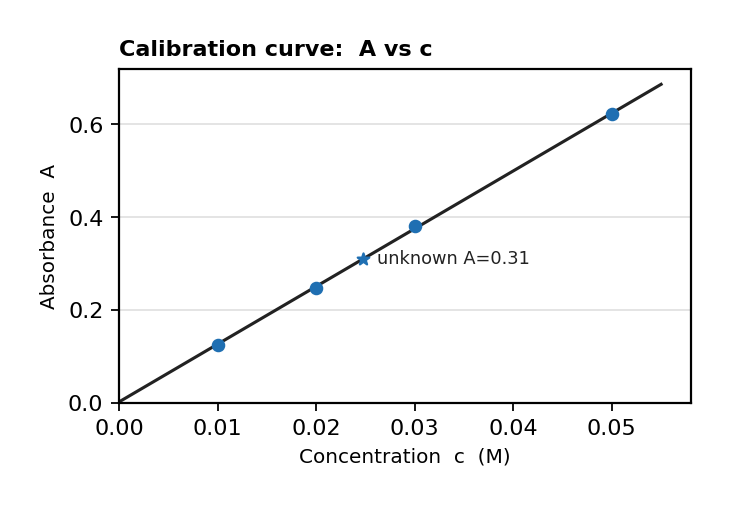 Calibration curve:  A vs c
Absorbance  A
0.6
0.4
0.2
0.0
unknown A=0.31
0.00 0.01 0.02 0.03 0.04 0.05
Concentration  c  (M)